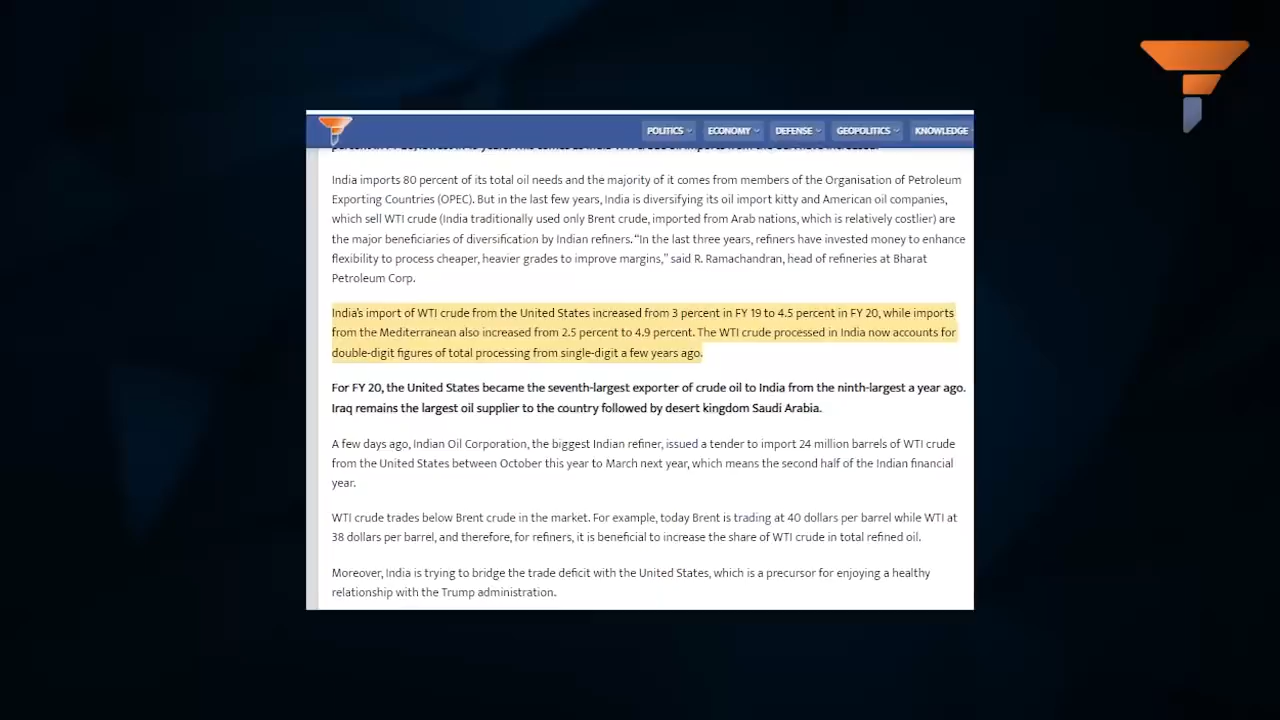 POLITICS ECONOMY DEFENSE GEOPOLITICS KNOWLEDGE
India imports 80 percent of its total oil needs and the majority of it comes from members of the Organisation of Petroleum
Exporting Countries (OPEC). But in the last few years, India is diversifying its oil import kitty and American oil companies,
which sell WTI crude (India traditionally used only Brent crude, imported from Arab nations, which is relatively costlier) are
the major beneficiaries of diversification by Indian refiners. “In the last three years, refiners have invested money to enhance
flexibility to process cheaper, heavier grades to improve margins,” said R. Ramachandran, head of refineries at Bharat
Petroleum Corp.
India’s import of WTI crude from the United States increased from 3 percent in FY 19 to 4.5 percent in FY 20, while imports
from the Mediterranean also increased from 2.5 percent to 4.9 percent. The WTI crude processed in India now accounts for
double-digit figures of total processing from single-digit a few years ago.
For FY 20, the United States became the seventh-largest exporter of crude oil to India from the ninth-largest a year ago.
Iraq remains the largest oil supplier to the country followed by desert kingdom Saudi Arabia.
A few days ago, Indian Oil Corporation, the biggest Indian refiner, issued a tender to import 24 million barrels of WTI crude
from the United States between October this year to March next year, which means the second half of the Indian financial
year.
WTI crude trades below Brent crude in the market. For example, today Brent is trading at 40 dollars per barrel while WTI at
38 dollars per barrel, and therefore, for refiners, it is beneficial to increase the share of WTI crude in total refined oil.
Moreover, India is trying to bridge the trade deficit with the United States, which is a precursor for enjoying a healthy
relationship with the Trump administration.